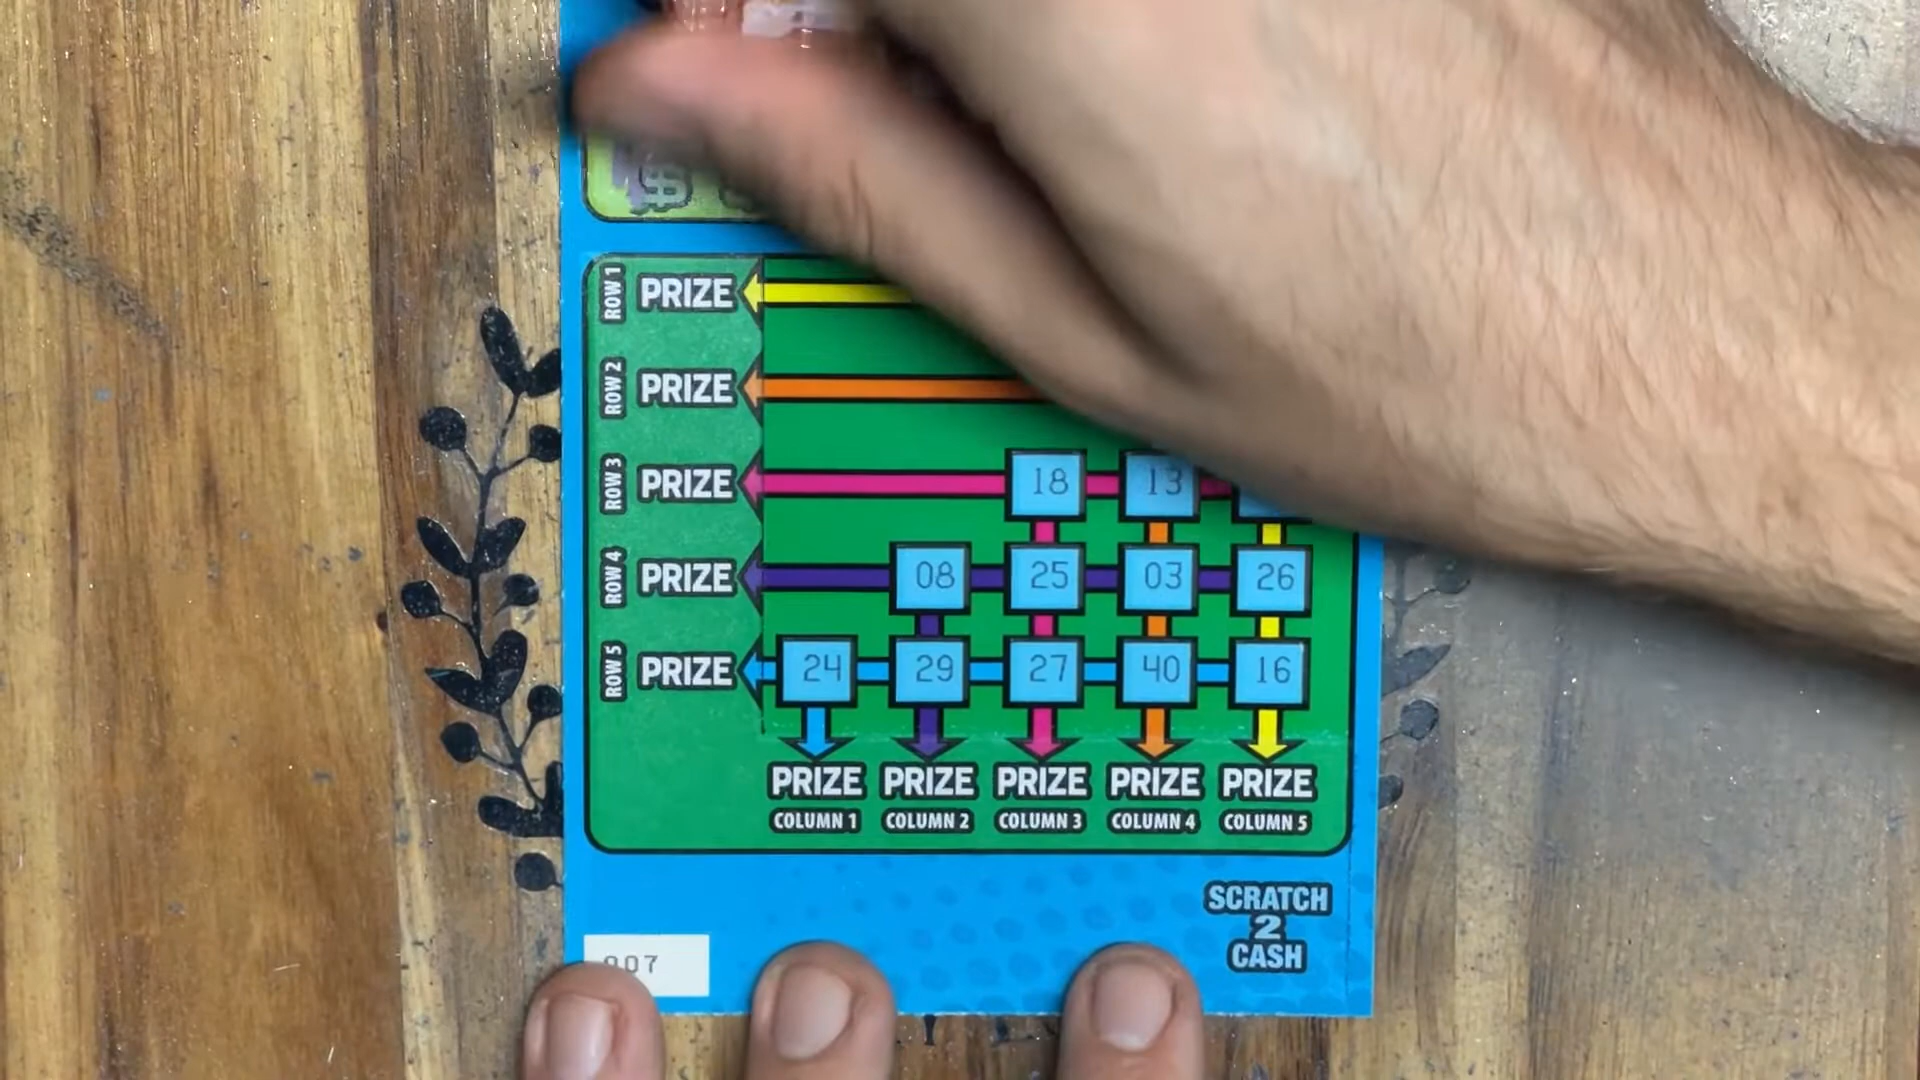 $
ROW 1 PRIZE
ROW 2 PRIZE
ROW 3 PRIZE 18 13
ROW 4 PRIZE 08 25 03 26
ROW 5 PRIZE 24 29 27 40 16
PRIZE PRIZE PRIZE PRIZE PRIZE
COLUMN 1 COLUMN 2 COLUMN 3 COLUMN 4 COLUMN 5
SCRATCH
2
CASH
007